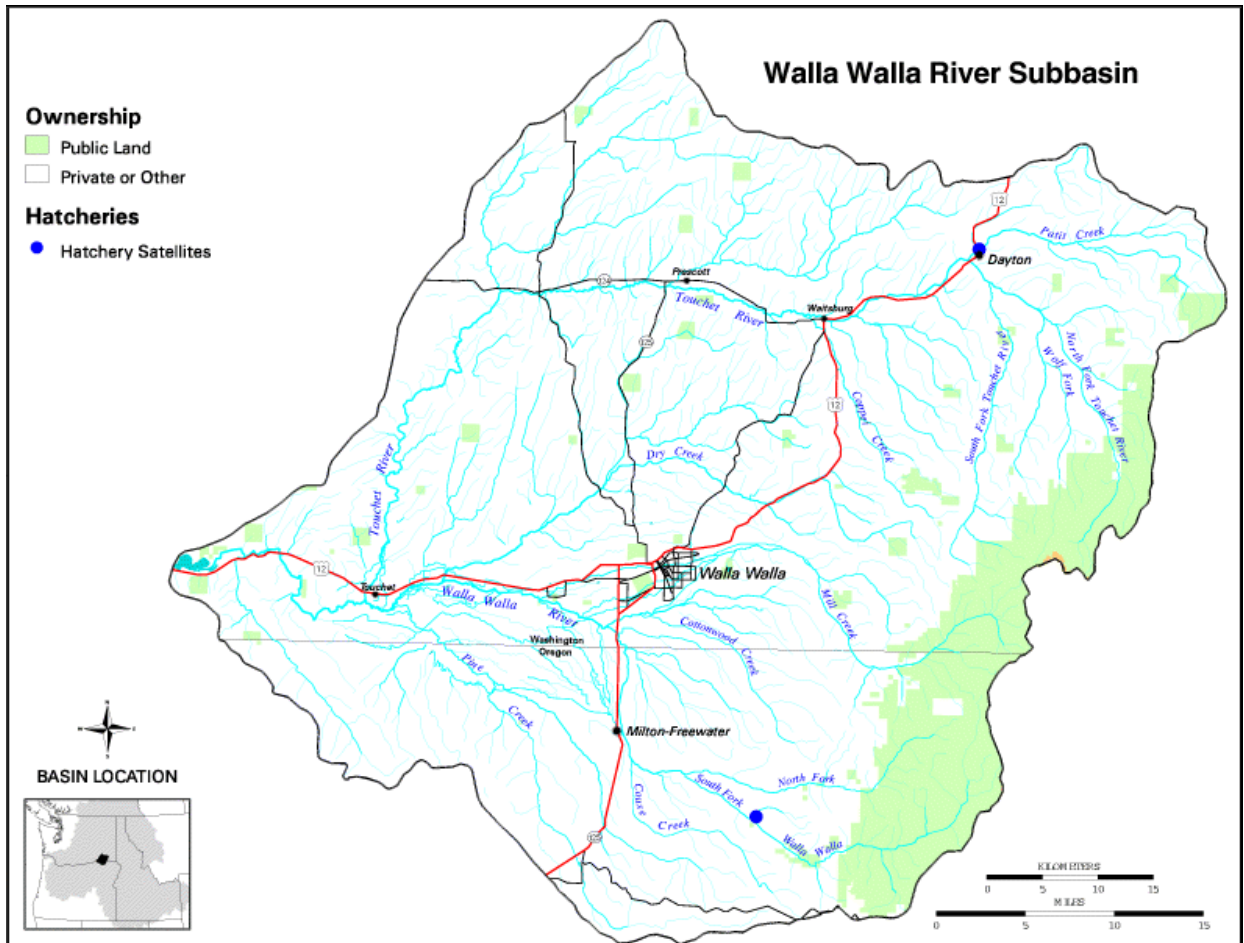 Walla Walla River Subbasin
Ownership
Public Land
Private or Other
Hatcheries
Hatchery Satellites
12
Patit Creek
Dayton
Prescott
124
Touchet River
Waitsburg
125
North Fork Touchet River
Wolf Fork
South Fork Touchet River
12
Coppei Creek
Dry Creek
Touchet River
12
Touchet
Walla Walla
Walla Walla River
Mill Creek
Cottonwood Creek
Washington
Oregon
Pine Creek
Milton-Freewater
North Fork
South Fork Walla Walla
Couse Creek
BASIN LOCATION
KILOMETERS
0 5 10 15
MILES
0 5 10 15